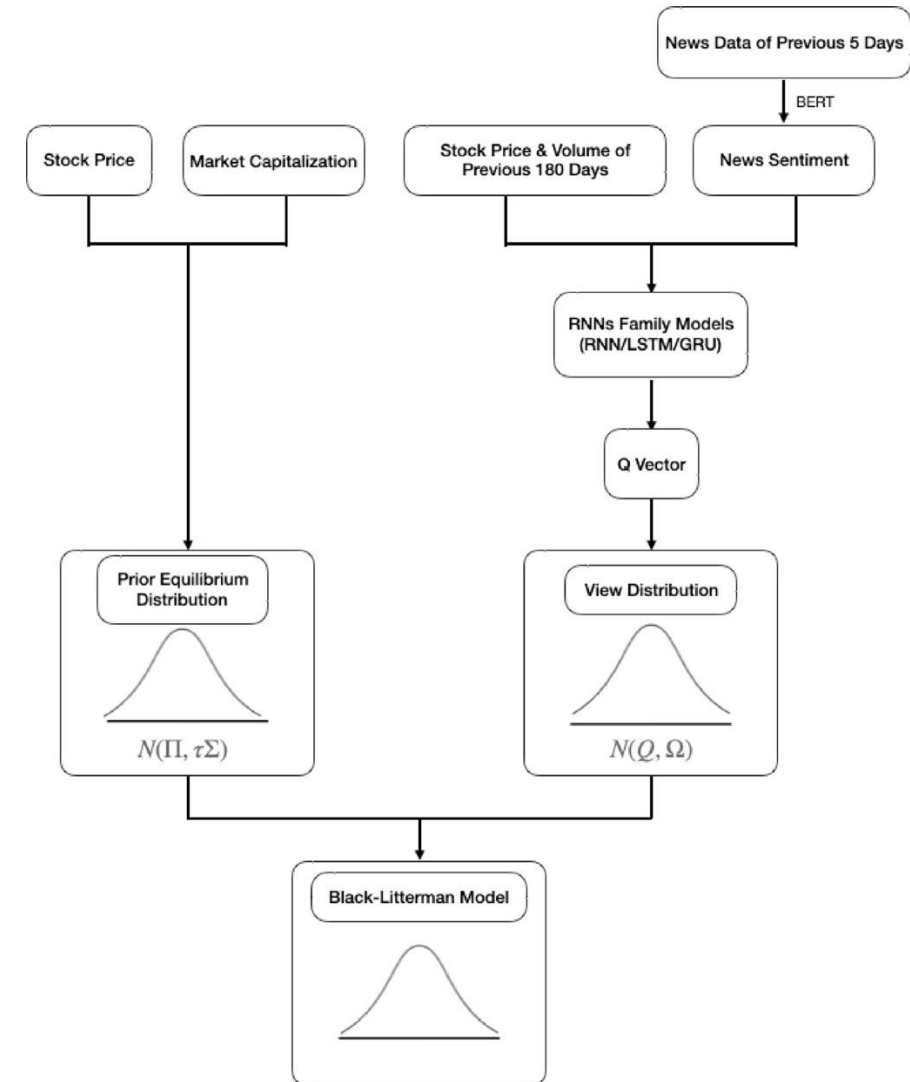 News Data of Previous 5 Days
BERT
Stock Price
Market Capitalization
Stock Price & Volume of
Previous 180 Days
News Sentiment
RNNs Family Models
(RNN/LSTM/GRU)
Q Vector
Prior Equilibrium
Distribution
N(Π, τΣ)
View Distribution
N(Q, Ω)
Black-Litterman Model